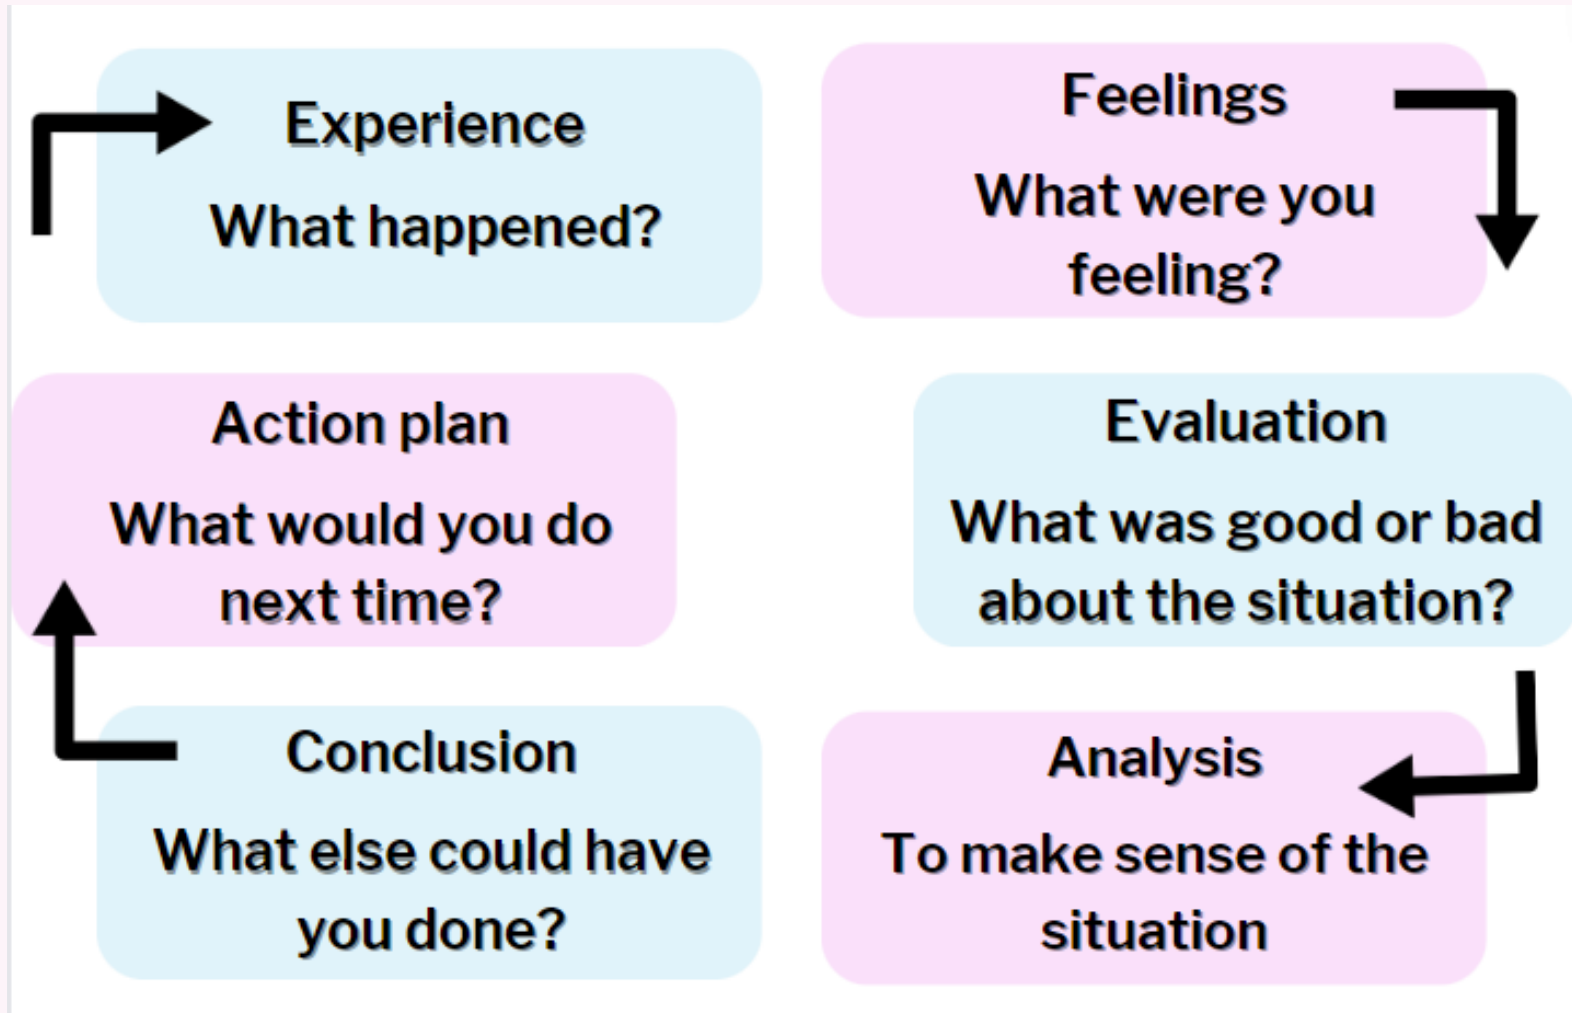 Experience
What happened?
Feelings
What were you
feeling?
Evaluation
What was good or bad
about the situation?
Analysis
To make sense of the
situation
Conclusion
What else could have
you done?
Action plan
What would you do
next time?